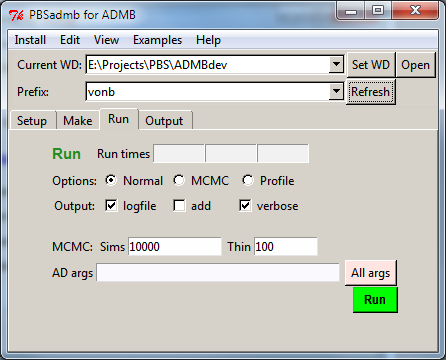 PBSadmb for ADMB
Install Edit View Examples Help
Current WD: E:\Projects\PBS\ADMBdev Set WD Open
Prefix: vonb Refresh
Setup Make Run Output
Run Run times
Options: Normal MCMC Profile
Output: logfile add verbose
MCMC: Sims 10000 Thin 100
AD args All args
Run